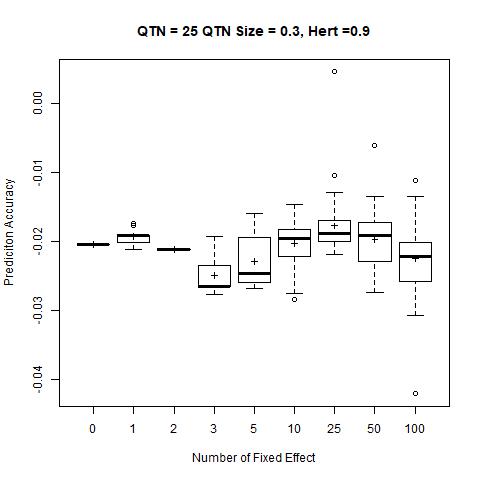 QTN = 25 QTN Size = 0.3, Hert =0.9
Prediciton Accuracy
0.00
-0.01
-0.02
-0.03
-0.04
0 1 2 3 5 10 25 50 100
Number of Fixed Effect